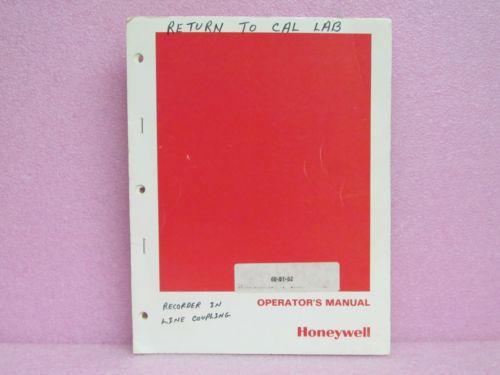 RETURN TO CAL LAB
OPERATOR'S MANUAL
RECORDER IN
LINE COUPLING
Honeywell